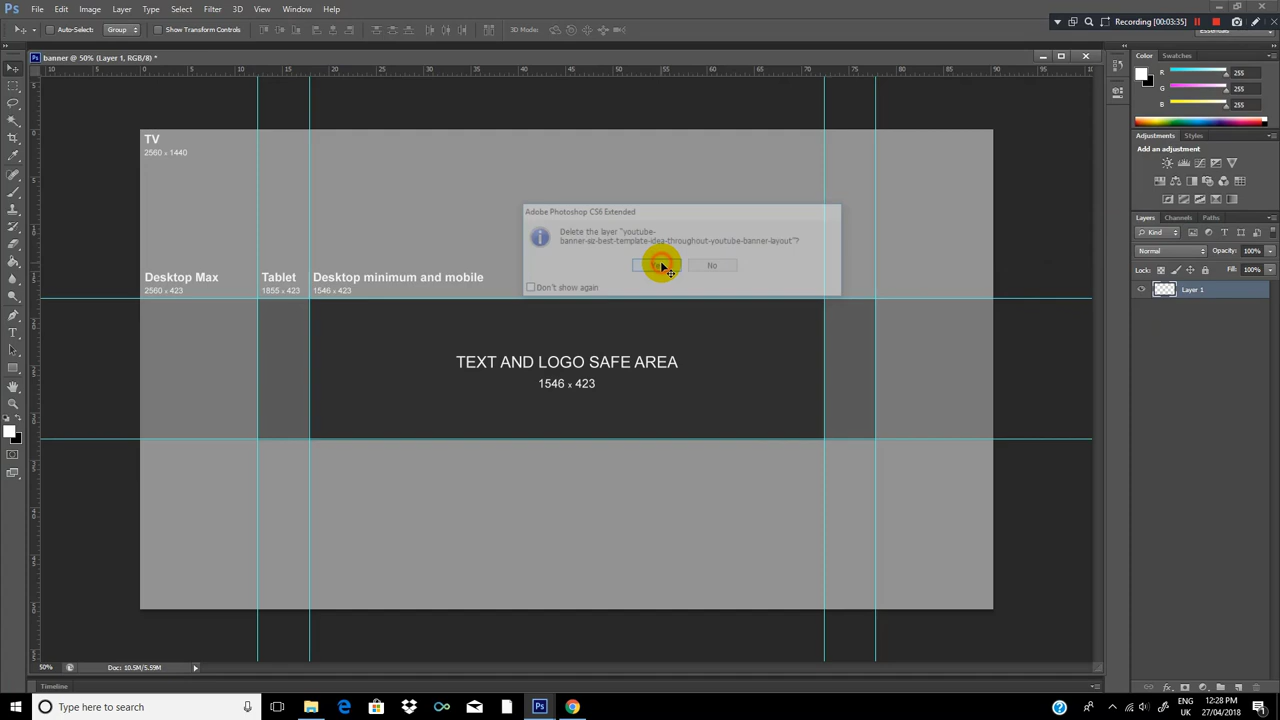 Ps File Edit Image Layer Type Select Filter 3D View Window Help
Recording [00:03:35]
Auto-Select: Group Show Transform Controls 3D Mode: Essentials
banner @ 50% (Layer 1, RGB/8) *
Color Swatches
R 255
G 255
B 255
Adjustments Styles
Add an adjustment
Layers Channels Paths
Kind
Normal Opacity: 100%
Lock: Fill: 100%
Layer 1
TV
2560 x 1440
Adobe Photoshop CS6 Extended
Delete the layer "youtube-
banner-siz-best-template-idea-throughout-youtube-banner-layout"?
No
Don't show again
Desktop Max Tablet Desktop minimum and mobile
2560 x 423 1855 x 423 1546 x 423
TEXT AND LOGO SAFE AREA
1546 x 423
50% Doc: 10.5M/5.59M
Timeline
Type here to search
ENG 12:28 PM
UK 27/04/2018